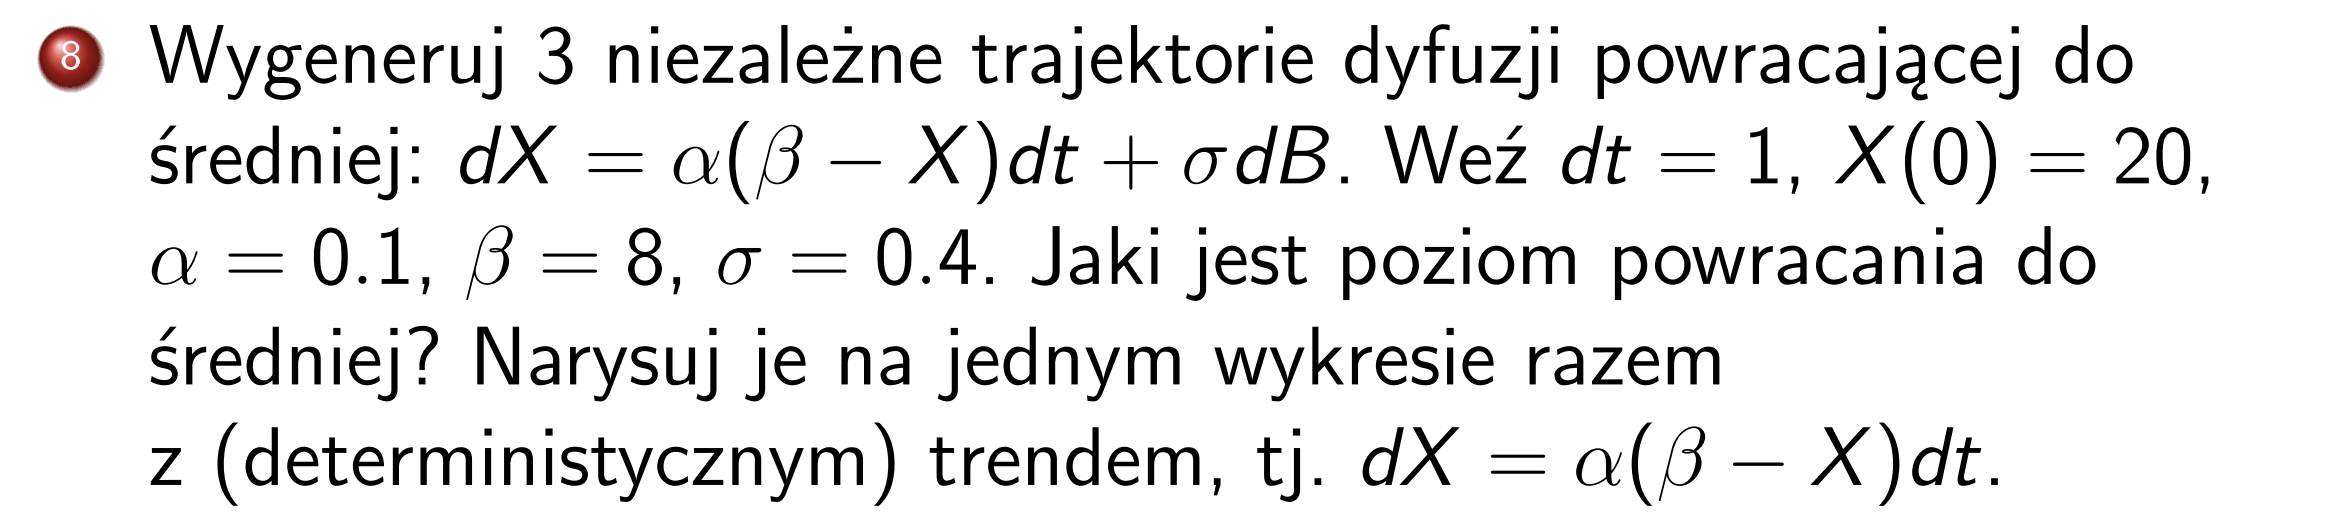 8 Wygeneruj 3 niezależne trajektorie dyfuzji powracającej do
średniej: dX = α(β − X)dt + σdB. Weź dt = 1, X(0) = 20,
α = 0.1, β = 8, σ = 0.4. Jaki jest poziom powracania do
średniej? Narysuj je na jednym wykresie razem
z (deterministycznym) trendem, tj. dX = α(β − X)dt.